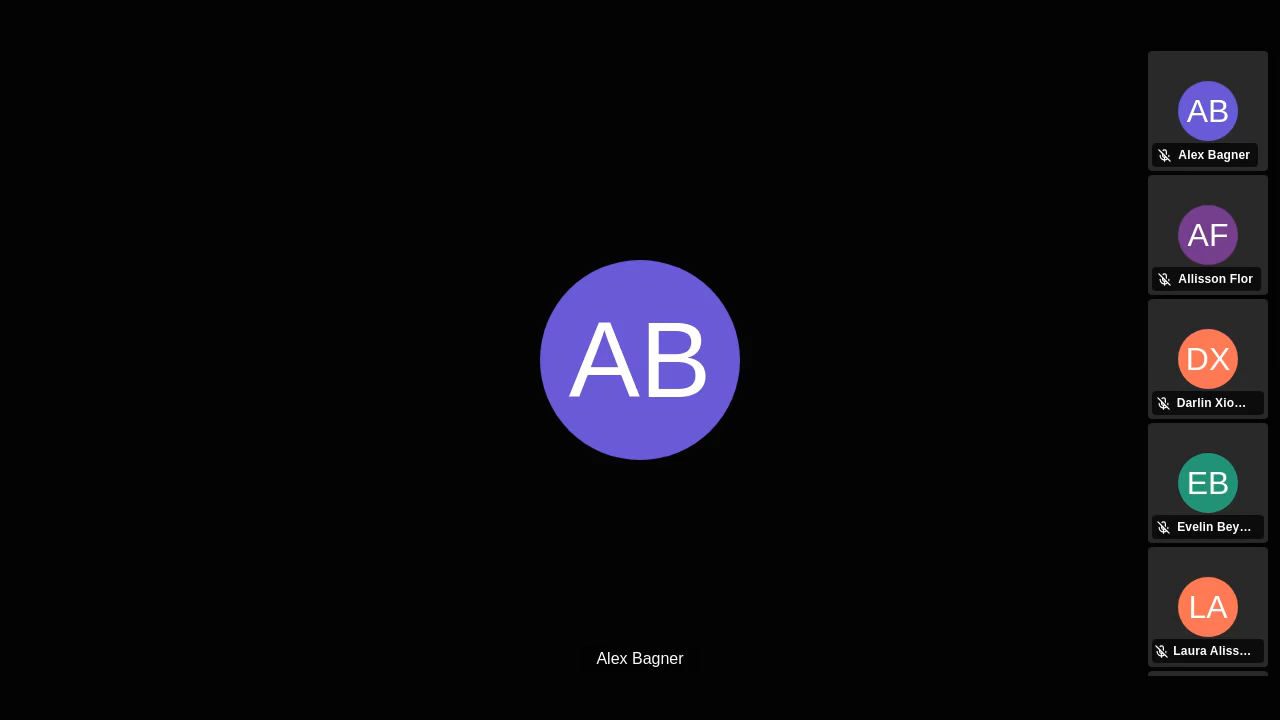 AB
Alex Bagner
AB
Alex Bagner
AF
Allisson Flor
DX
Darlin Xio...
EB
Evelin Bey...
LA
Laura Aliss...